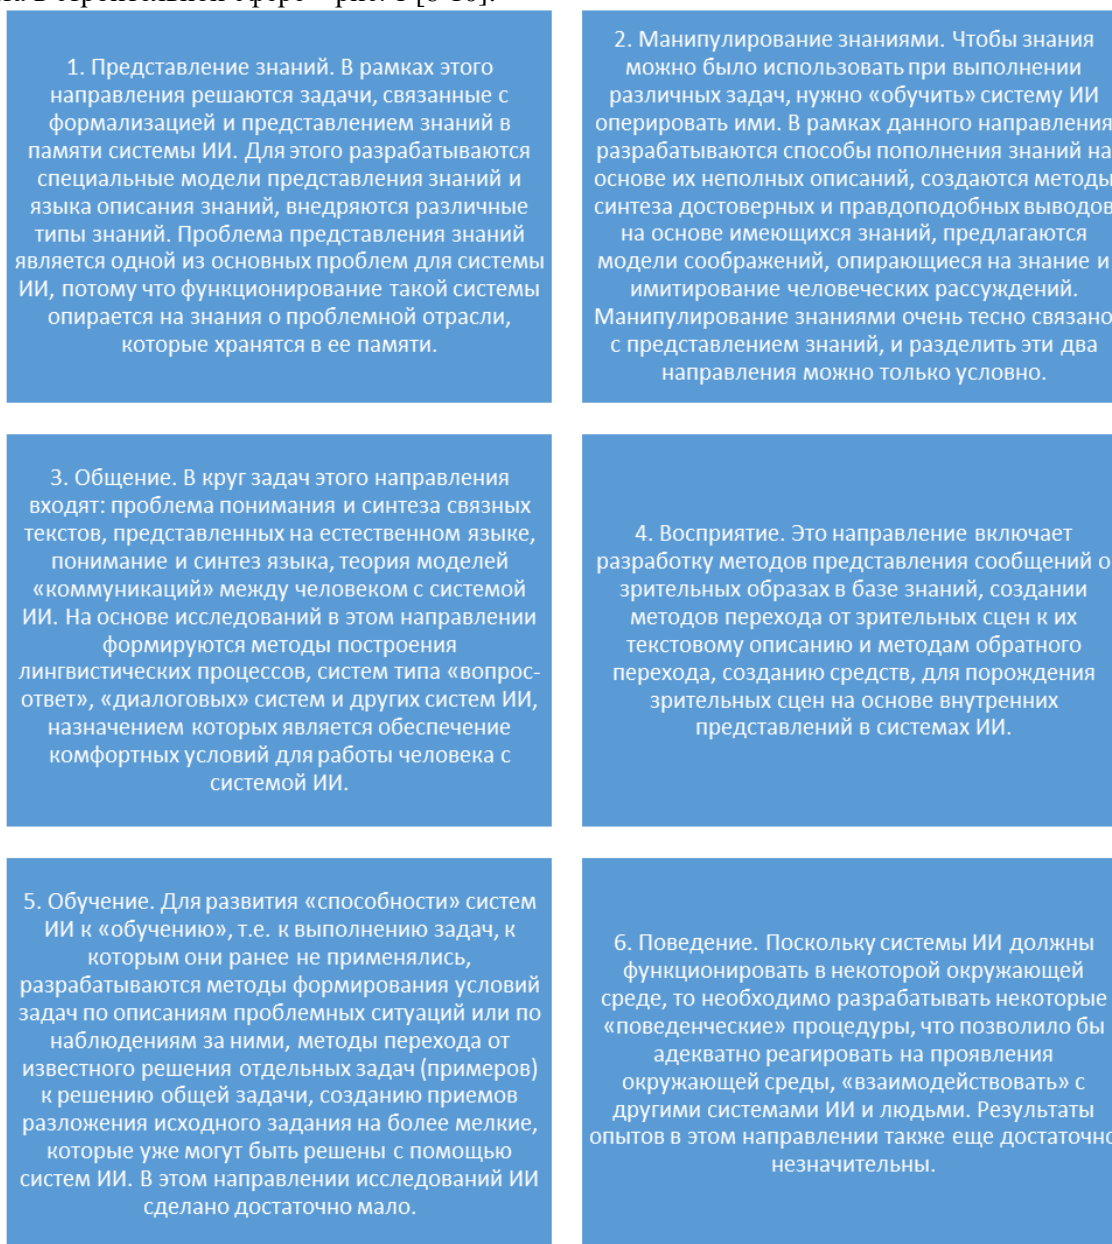 в строительной сфере – рис. 1 [6-10].
1. Представление знаний. В рамках этого
направления решаются задачи, связанные с
формализацией и представлением знаний в
памяти системы ИИ. Для этого разрабатываются
специальные модели представления знаний и
языка описания знаний, внедряются различные
типы знаний. Проблема представления знаний
является одной из основных проблем для системы
ИИ, потому что функционирование такой системы
опирается на знания о проблемной отрасли,
которые хранятся в ее памяти.
2. Манипулирование знаниями. Чтобы знания
можно было использовать при выполнении
различных задач, нужно «обучить» систему ИИ
оперировать ими. В рамках данного направления
разрабатываются способы пополнения знаний на
основе их неполных описаний, создаются методы
синтеза достоверных и правдоподобных выводов
на основе имеющихся знаний, предлагаются
модели соображений, опирающиеся на знание и
имитирование человеческих рассуждений.
Манипулирование знаниями очень тесно связано
с представлением знаний, и разделить эти два
направления можно только условно.
3. Общение. В круг задач этого направления
входят: проблема понимания и синтеза связных
текстов, представленных на естественном языке,
понимание и синтез языка, теория моделей
«коммуникаций» между человеком с системой
ИИ. На основе исследований в этом направлении
формируются методы построения
лингвистических процессов, систем типа «вопрос-
ответ», «диалоговых» систем и других систем ИИ,
назначением которых является обеспечение
комфортных условий для работы человека с
системой ИИ.
4. Восприятие. Это направление включает
разработку методов представления сообщений о
зрительных образах в базе знаний, создании
методов перехода от зрительных сцен к их
текстовому описанию и методам обратного
перехода, созданию средств, для порождения
зрительных сцен на основе внутренних
представлений в системах ИИ.
5. Обучение. Для развития «способности» систем
ИИ к «обучению», т.е. к выполнению задач, к
которым они ранее не применялись,
разрабатываются методы формирования условий
задач по описаниям проблемных ситуаций или по
наблюдениям за ними, методы перехода от
известного решения отдельных задач (примеров)
к решению общей задачи, созданию приемов
разложения исходного задания на более мелкие,
которые уже могут быть решены с помощью
систем ИИ. В этом направлении исследований ИИ
сделано достаточно мало.
6. Поведение. Поскольку системы ИИ должны
функционировать в некоторой окружающей
среде, то необходимо разрабатывать некоторые
«поведенческие» процедуры, что позволило бы
адекватно реагировать на проявления
окружающей среды, «взаимодействовать» с
другими системами ИИ и людьми. Результаты
опытов в этом направлении также еще достаточно
незначительны.